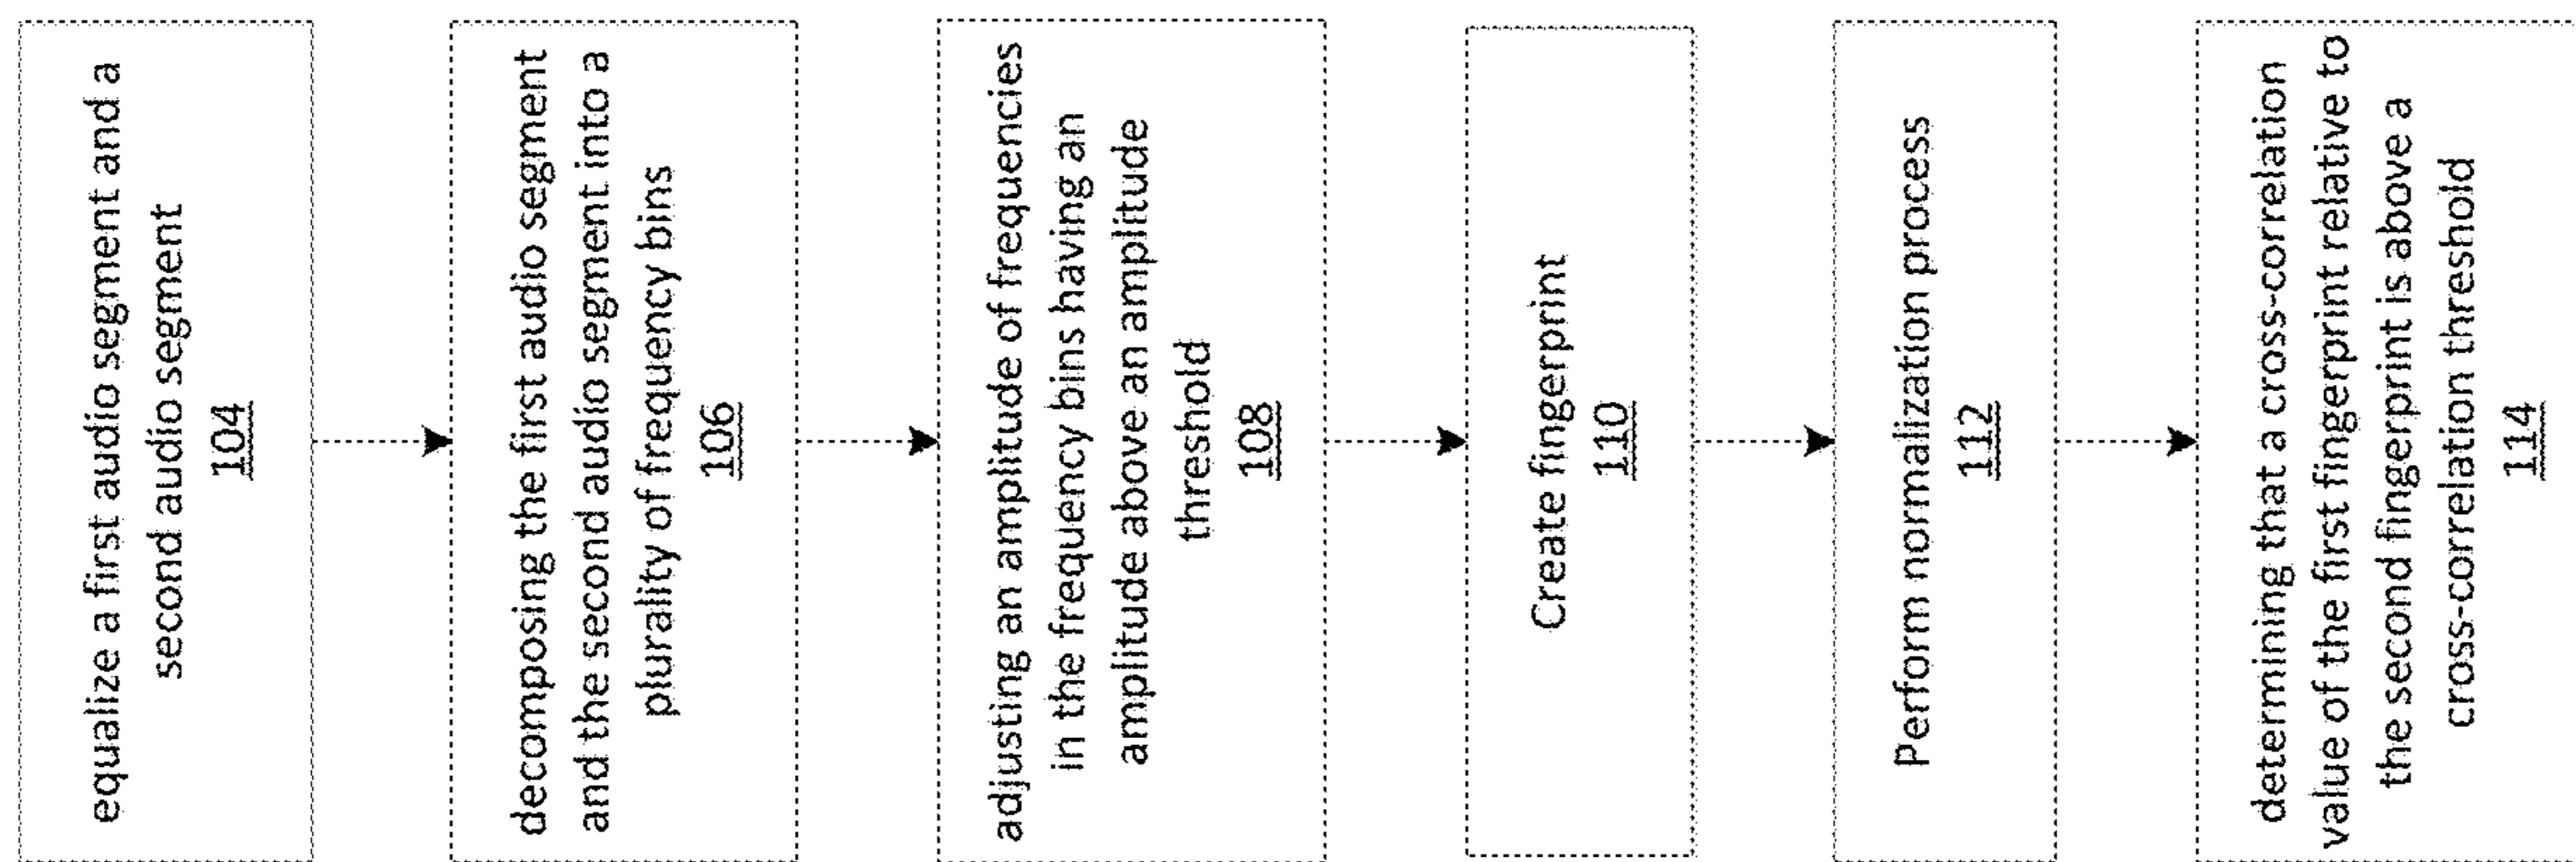 equalize a first audio segment and a
second audio segment
104
decomposing the first audio segment
and the second audio segment into a
plurality of frequency bins
106
adjusting an amplitude of frequencies
in the frequency bins having an
amplitude above an amplitude
threshold
108
Create fingerprint
110
Perform normalization process
112
determining that a cross-correlation
value of the first fingerprint relative to
the second fingerprint is above a
cross-correlation threshold
114